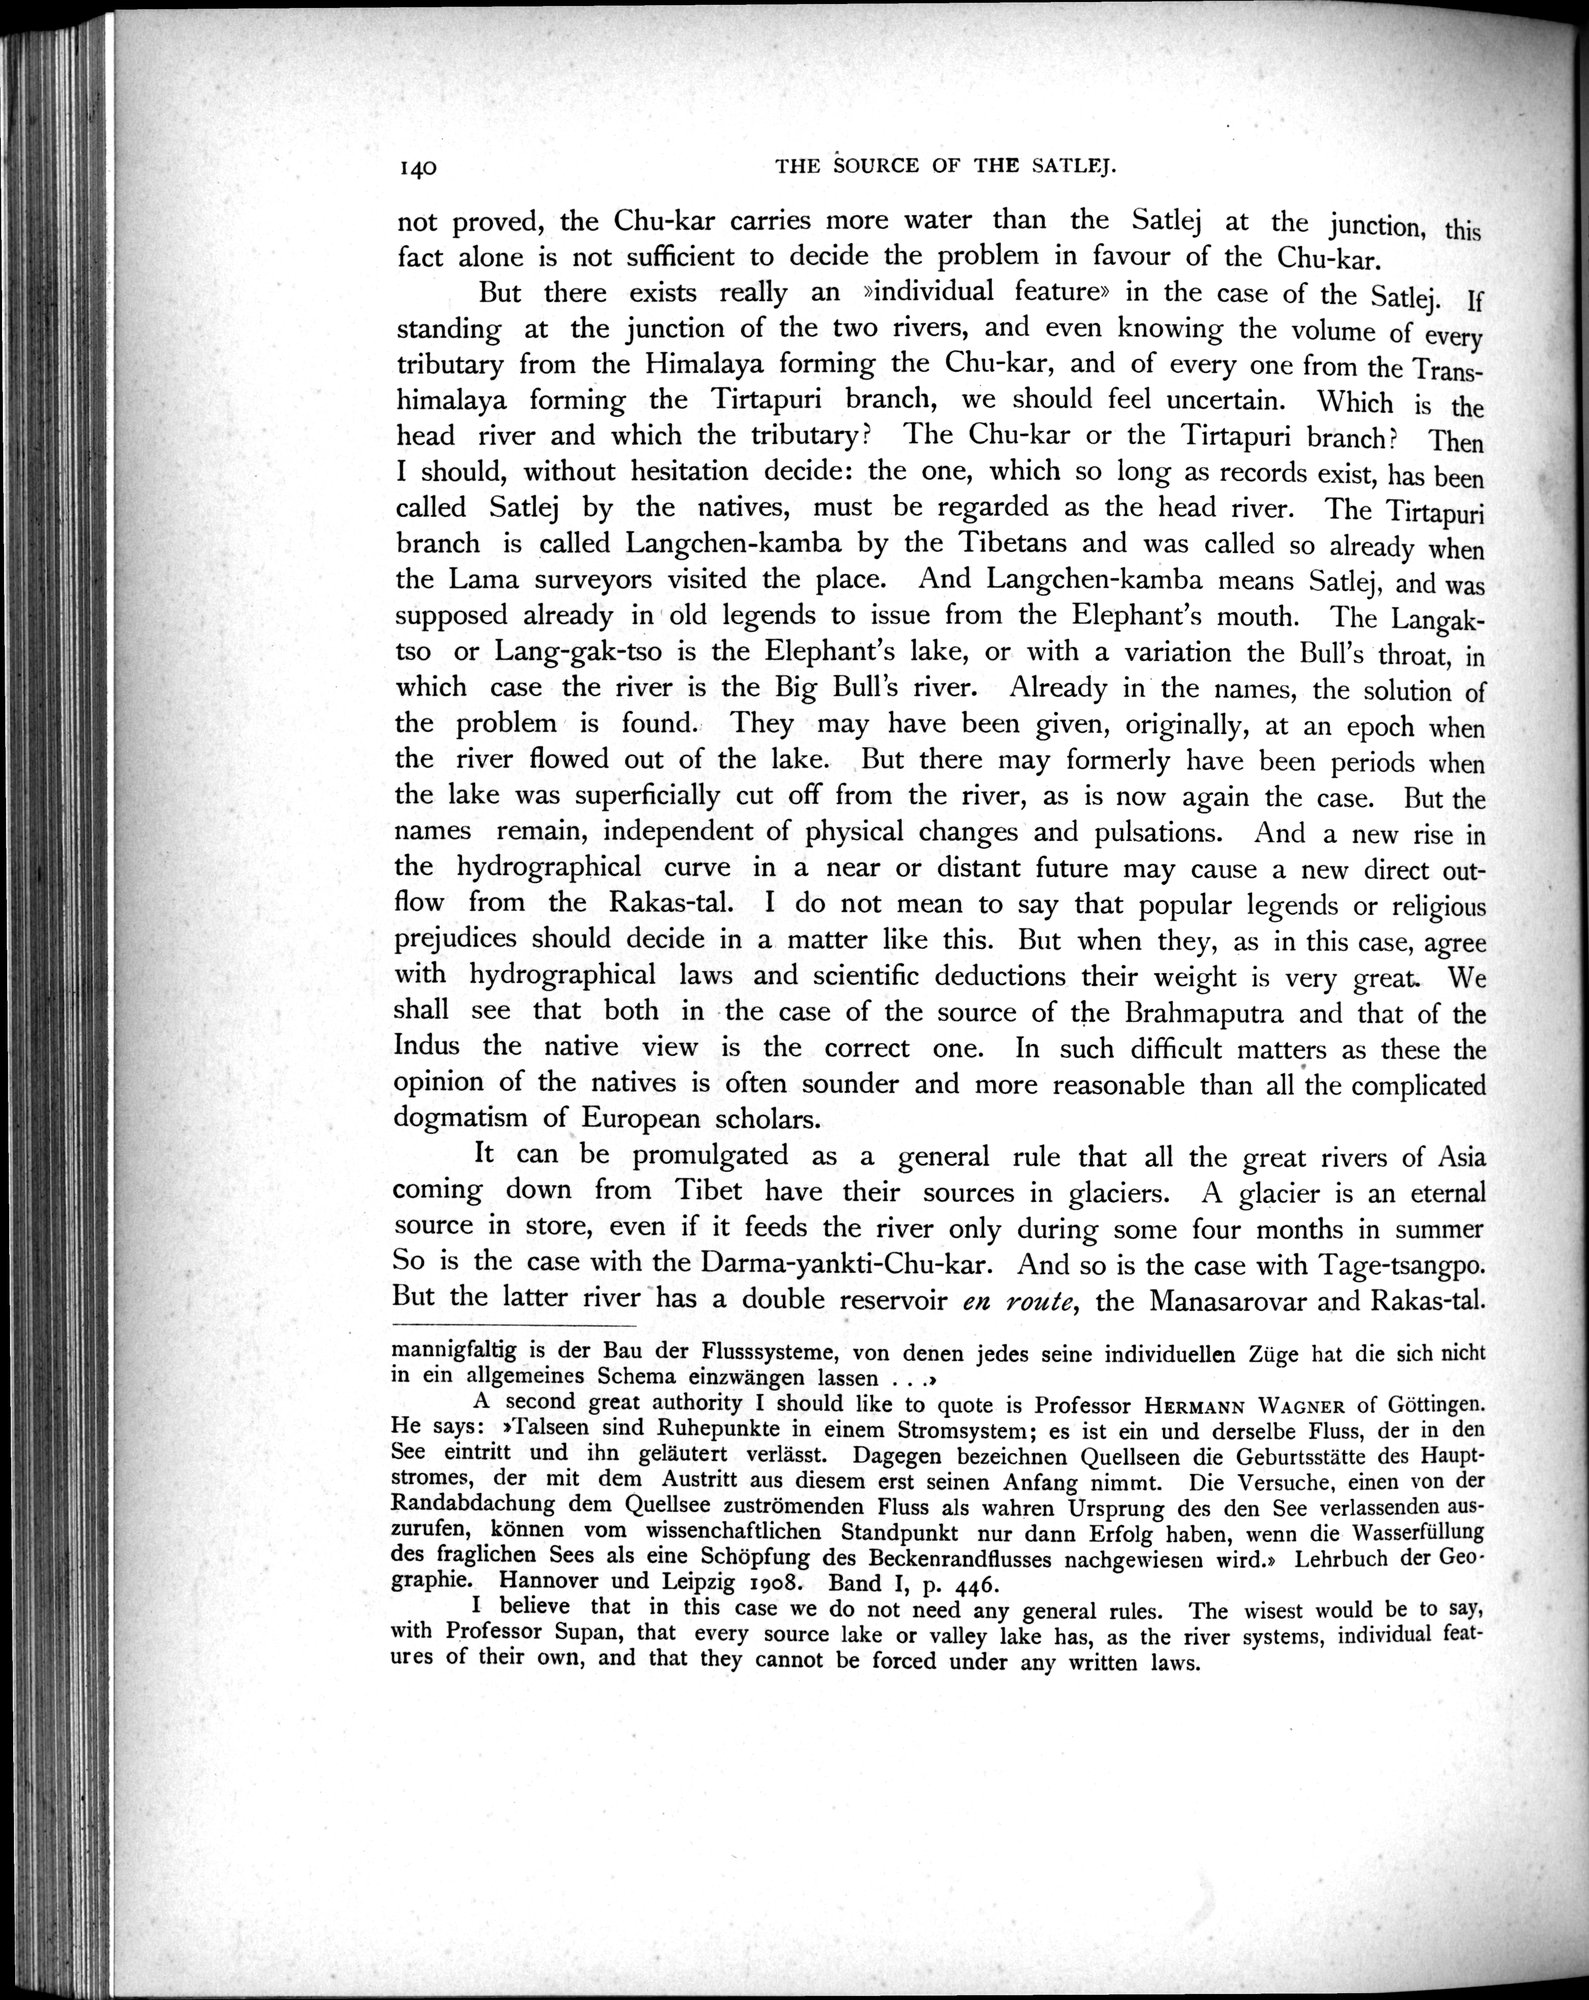 140 THE SOURCE OF THE SATLEJ.
not proved, the Chu-kar carries more water than the Satlej at the junction, this
fact alone is not sufficient to decide the problem in favour of the Chu-kar.
But there exists really an »individual feature» in the case of the Satlej. If
standing at the junction of the two rivers, and even knowing the volume of every
tributary from the Himalaya forming the Chu-kar, and of every one from the Trans-
himalaya forming the Tirtapuri branch, we should feel uncertain. Which is the
head river and which the tributary? The Chu-kar or the Tirtapuri branch? Then
I should, without hesitation decide: the one, which so long as records exist, has been
called Satlej by the natives, must be regarded as the head river. The Tirtapuri
branch is called Langchen-kamba by the Tibetans and was called so already when
the Lama surveyors visited the place. And Langchen-kamba means Satlej, and was
supposed already in old legends to issue from the Elephant's mouth. The Langak-
tso or Lang-gak-tso is the Elephant's lake, or with a variation the Bull's throat, in
which case the river is the Big Bull's river. Already in the names, the solution of
the problem is found. They may have been given, originally, at an epoch when
the river flowed out of the lake. But there may formerly have been periods when
the lake was superficially cut off from the river, as is now again the case. But the
names remain, independent of physical changes and pulsations. And a new rise in
the hydrographical curve in a near or distant future may cause a new direct out-
flow from the Rakas-tal. I do not mean to say that popular legends or religious
prejudices should decide in a matter like this. But when they, as in this case, agree
with hydrographical laws and scientific deductions their weight is very great. We
shall see that both in the case of the source of the Brahmaputra and that of the
Indus the native view is the correct one. In such difficult matters as these the
opinion of the natives is often sounder and more reasonable than all the complicated
dogmatism of European scholars.
It can be promulgated as a general rule that all the great rivers of Asia
coming down from Tibet have their sources in glaciers. A glacier is an eternal
source in store, even if it feeds the river only during some four months in summer
So is the case with the Darma-yankti-Chu-kar. And so is the case with Tage-tsangpo.
But the latter river has a double reservoir en route, the Manasarovar and Rakas-tal.
mannigfaltig is der Bau der Flusssysteme, von denen jedes seine individuellen Züge hat die sich nicht
in ein allgemeines Schema einzwängen lassen . . .»
A second great authority I should like to quote is Professor HERMANN WAGNER of Göttingen.
He says: »Talseen sind Ruhepunkte in einem Stromsystem; es ist ein und derselbe Fluss, der in den
See eintritt und ihn geläutert verlässt. Dagegen bezeichnen Quellseen die Geburtsstätte des Haupt-
stromes, der mit dem Austritt aus diesem erst seinen Anfang nimmt. Die Versuche, einen von der
Randabdachung dem Quellsee zuströmenden Fluss als wahren Ursprung des den See verlassenden aus-
zurufen, können vom wissenchaftlichen Standpunkt nur dann Erfolg haben, wenn die Wasserfüllung
des fraglichen Sees als eine Schöpfung des Beckenrandflusses nachgewiesen wird.» Lehrbuch der Geo-
graphie. Hannover und Leipzig 1908. Band I, p. 446.
I believe that in this case we do not need any general rules. The wisest would be to say,
with Professor Supan, that every source lake or valley lake has, as the river systems, individual feat-
ures of their own, and that they cannot be forced under any written laws.